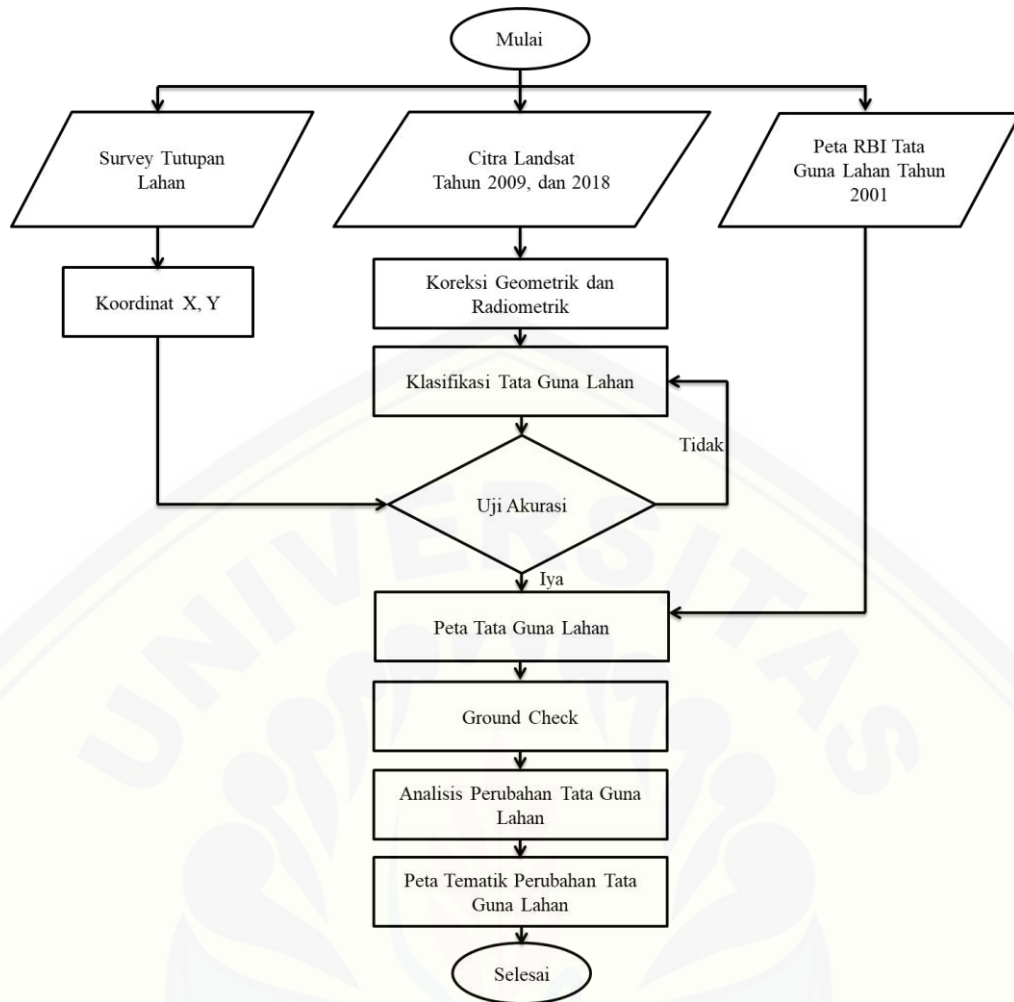 Mulai
Survey Tutupan
Lahan
Citra Landsat
Tahun 2009, dan 2018
Peta RBI Tata
Guna Lahan Tahun
2001
Koordinat X, Y
Koreksi Geometrik dan
Radiometrik
Klasifikasi Tata Guna Lahan
Tidak
Uji Akurasi
Iya
Peta Tata Guna Lahan
Ground Check
Analisis Perubahan Tata Guna
Lahan
Peta Tematik Perubahan Tata
Guna Lahan
Selesai
UNIVERSITAS